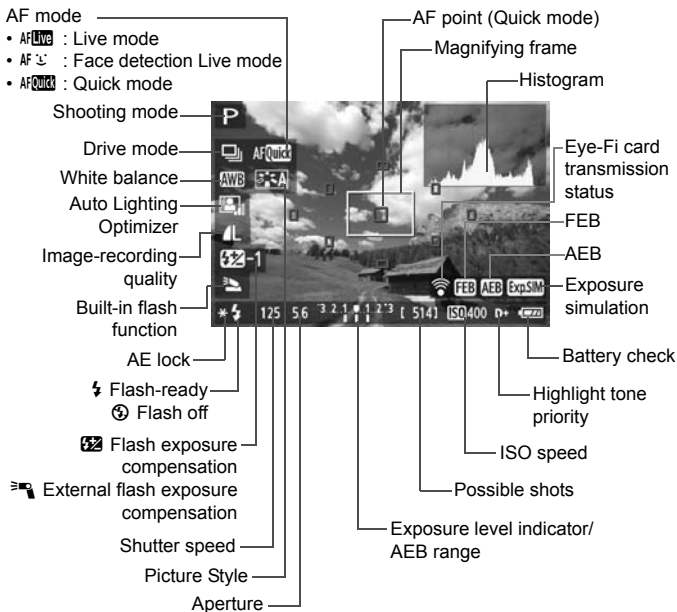 AF mode
• AF Live : Live mode
• AF : Face detection Live mode
• AF Quick : Quick mode
Shooting mode
Drive mode
White balance
Auto Lighting
Optimizer
Image-recording
quality
Built-in flash
function
AE lock
Flash-ready
Flash off
Flash exposure
compensation
External flash exposure
compensation
Shutter speed
Picture Style
Aperture
AF point (Quick mode)
Magnifying frame
Histogram
Eye-Fi card
transmission
status
FEB
AEB
Exposure
simulation
Battery check
Highlight tone
priority
ISO speed
Possible shots
Exposure level indicator/
AEB range
P
AF Quick
AWB
A
L
-1
FEB AEB Exp.SIM
* 125 5.6 3..2..1..1..2..3 [ 514] ISO 400 D+